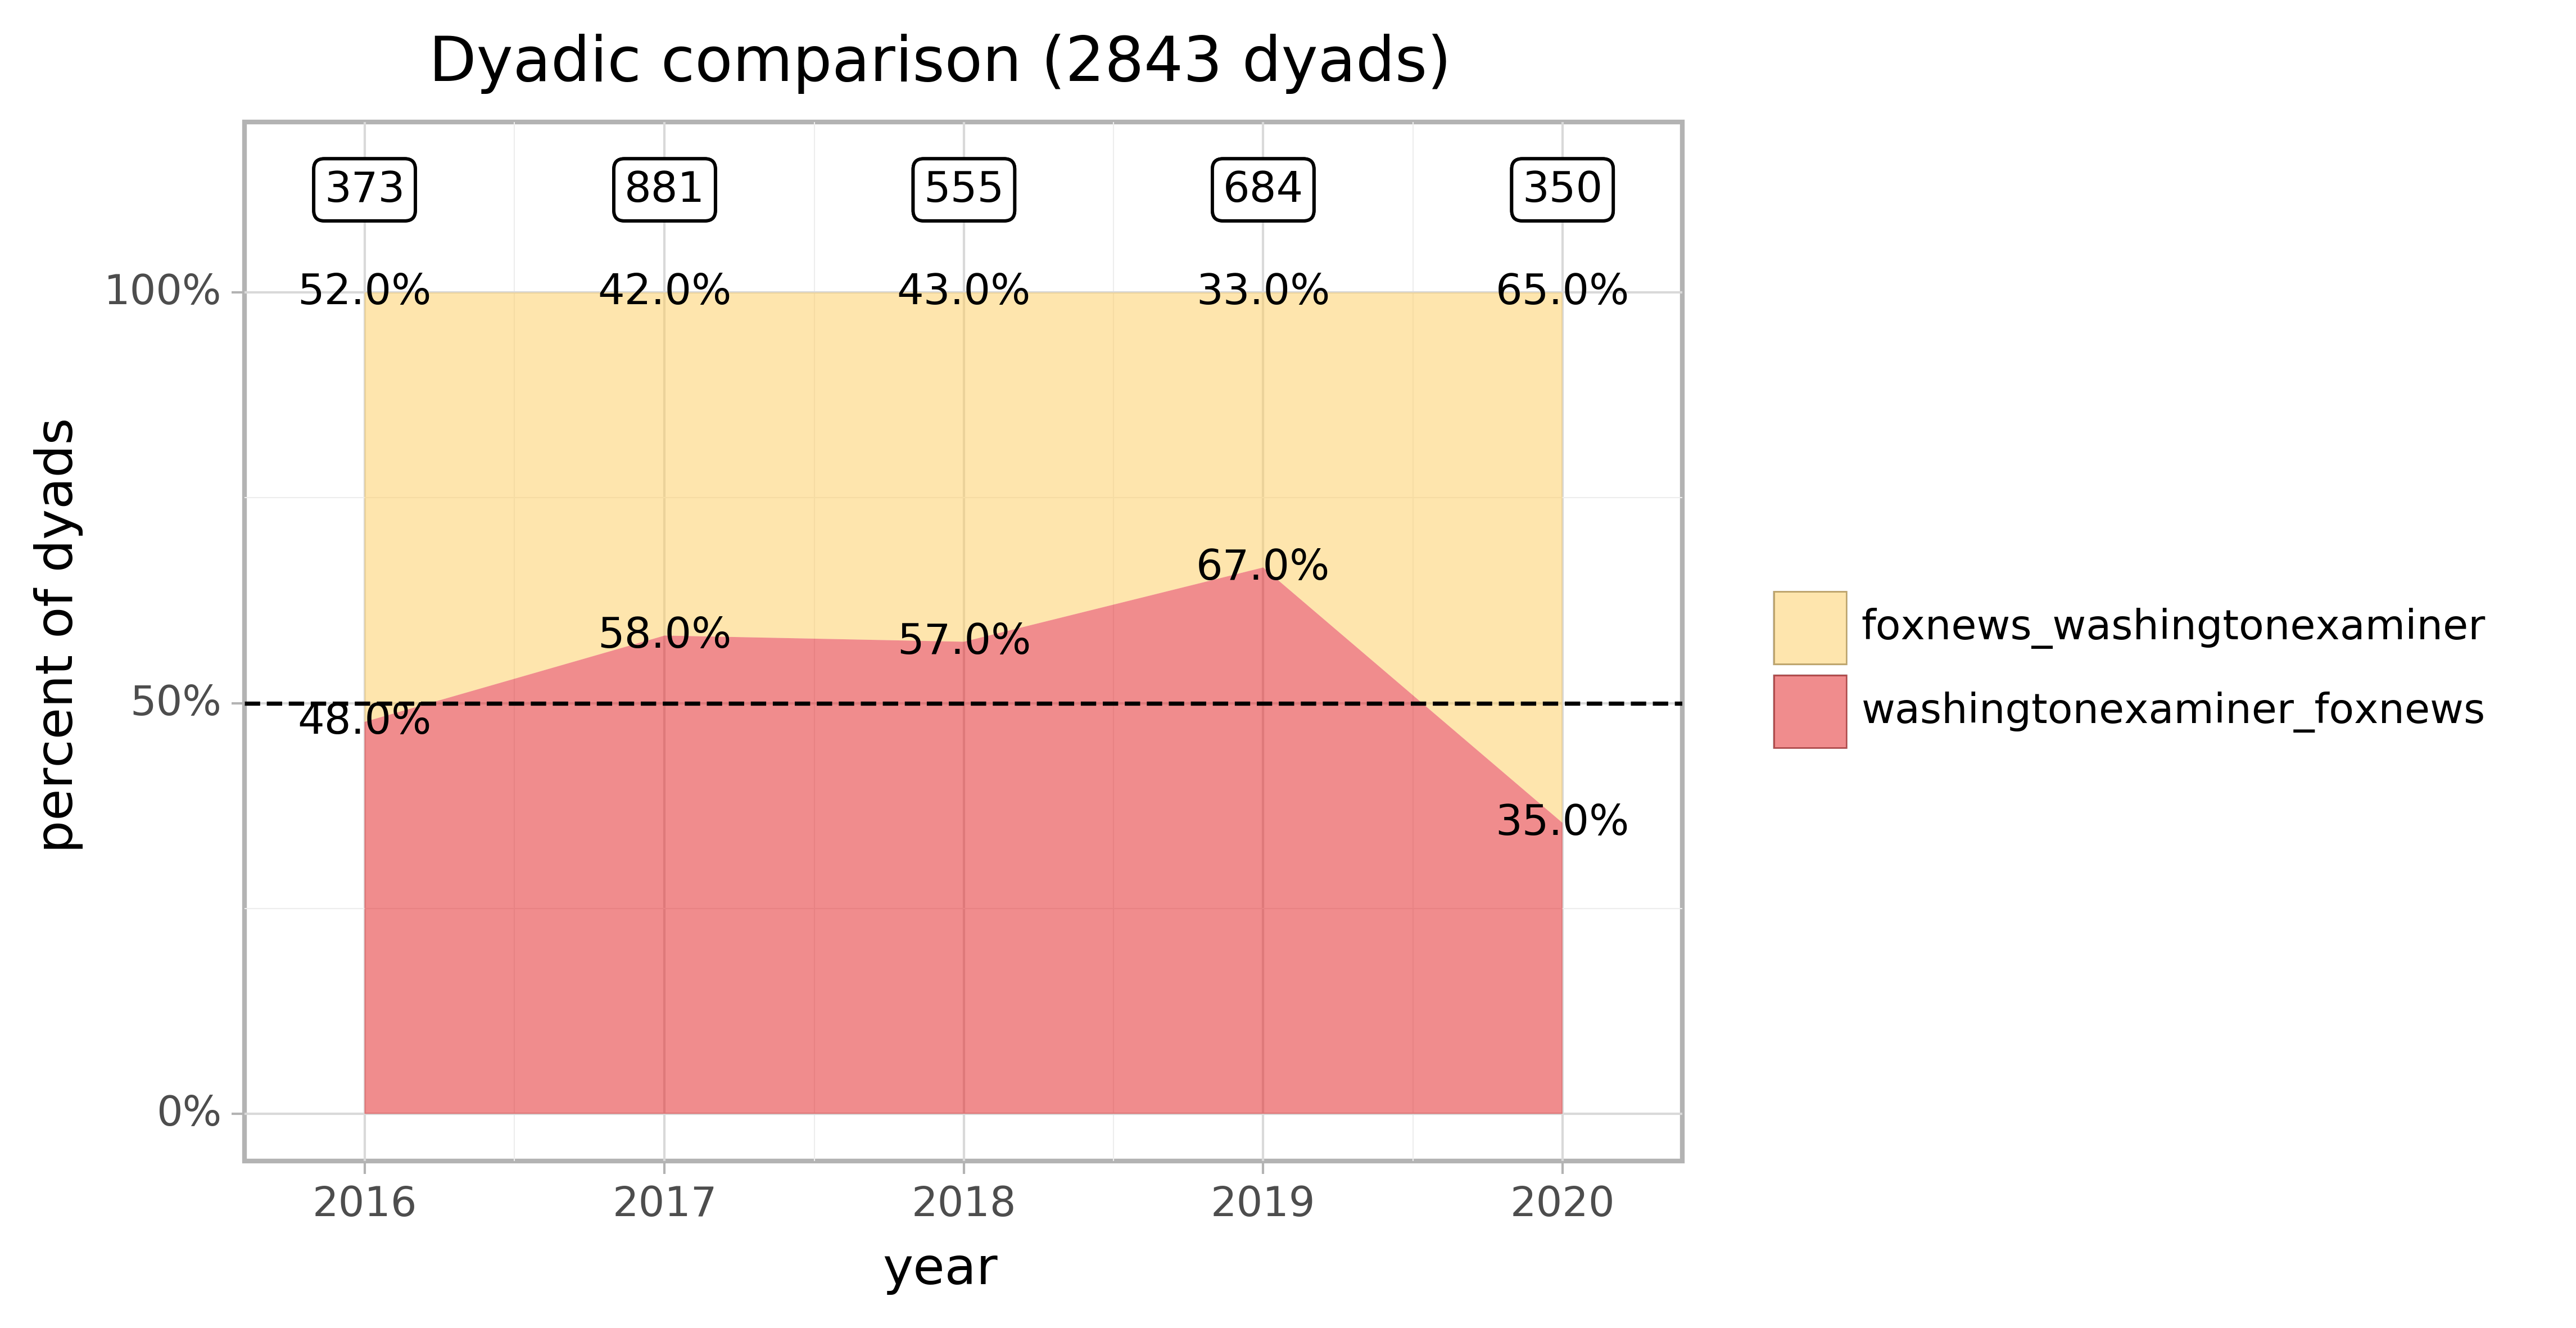 Dyadic comparison (2843 dyads)
373 881 555 684 350
100% 52.0% 42.0% 43.0% 33.0% 65.0%
67.0%
58.0% 57.0%
50% 48.0%
35.0%
0%
2016 2017 2018 2019 2020
year
percent of dyads
foxnews_washingtonexaminer
washingtonexaminer_foxnews